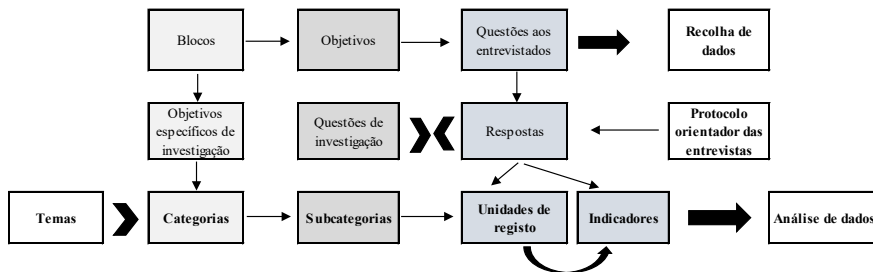 Blocos
Objetivos
Questões aos
entrevistados
Recolha de
dados
Objetivos
específicos de
investigação
Questões de
investigação
Respostas
Protocolo
orientador das
entrevistas
Temas
Categorias
Subcategorias
Unidades de
registo
Indicadores
Análise de dados